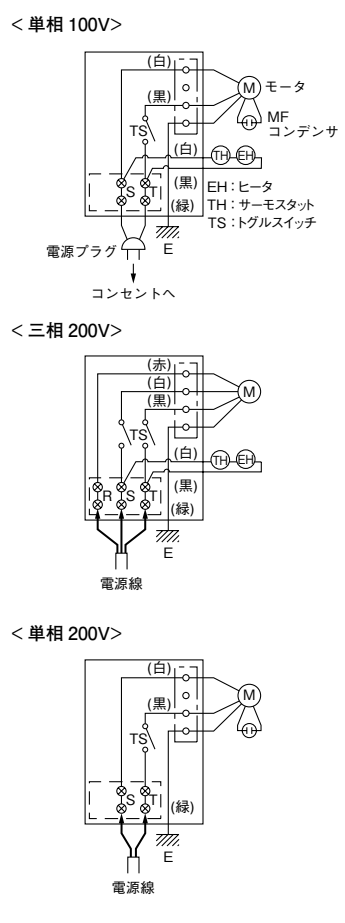 <単相 100V>
(白)
M モータ
(黒)
MF
コンデンサ
TS
(白)
TH EH
S T
(黒)
EH：ヒータ
TH：サーモスタット
TS：トグルスイッチ
(緑)
電源プラグ
E
コンセントへ
<三相 200V>
(赤)
(白)
M
(黒)
TS
(白)
TH EH
R S T
(黒)
(緑)
E
電源線
<単相 200V>
(白)
M
(黒)
TS
S T
(緑)
E
電源線